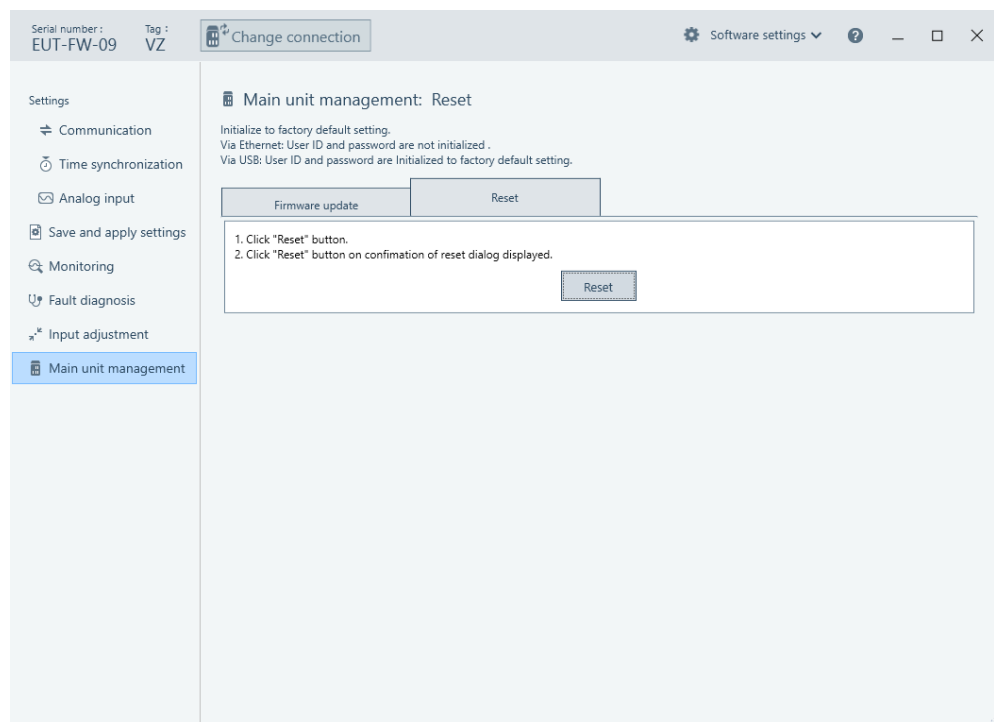 Serial number :
Tag :
EUT-FW-09
VZ
Change connection
Software settings
?
Settings
Communication
Time synchronization
Analog input
Save and apply settings
Monitoring
Fault diagnosis
Input adjustment
Main unit management
Main unit management: Reset
Initialize to factory default setting.
Via Ethernet: User ID and password are not initialized .
Via USB: User ID and password are Initialized to factory default setting.
Firmware update
Reset
1. Click "Reset" button.
2. Click "Reset" button on confimation of reset dialog displayed.
Reset